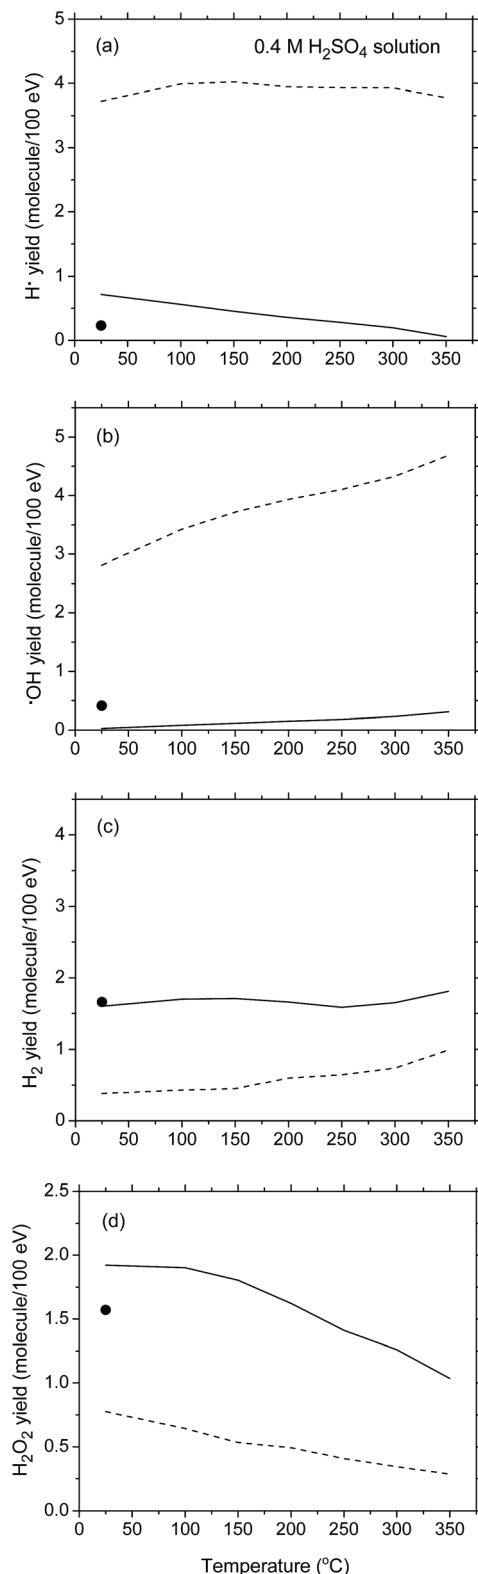 (a) 0.4 M H₂SO₄ solution
H• yield (molecule/100 eV)
5
4
3
2
1
0
0 50 100 150 200 250 300 350
(b)
•OH yield (molecule/100 eV)
5
4
3
2
1
0
0 50 100 150 200 250 300 350
(c)
H₂ yield (molecule/100 eV)
4
3
2
1
0
0 50 100 150 200 250 300 350
(d)
H₂O₂ yield (molecule/100 eV)
2.5
2.0
1.5
1.0
0.5
0.0
0 50 100 150 200 250 300 350
Temperature (°C)